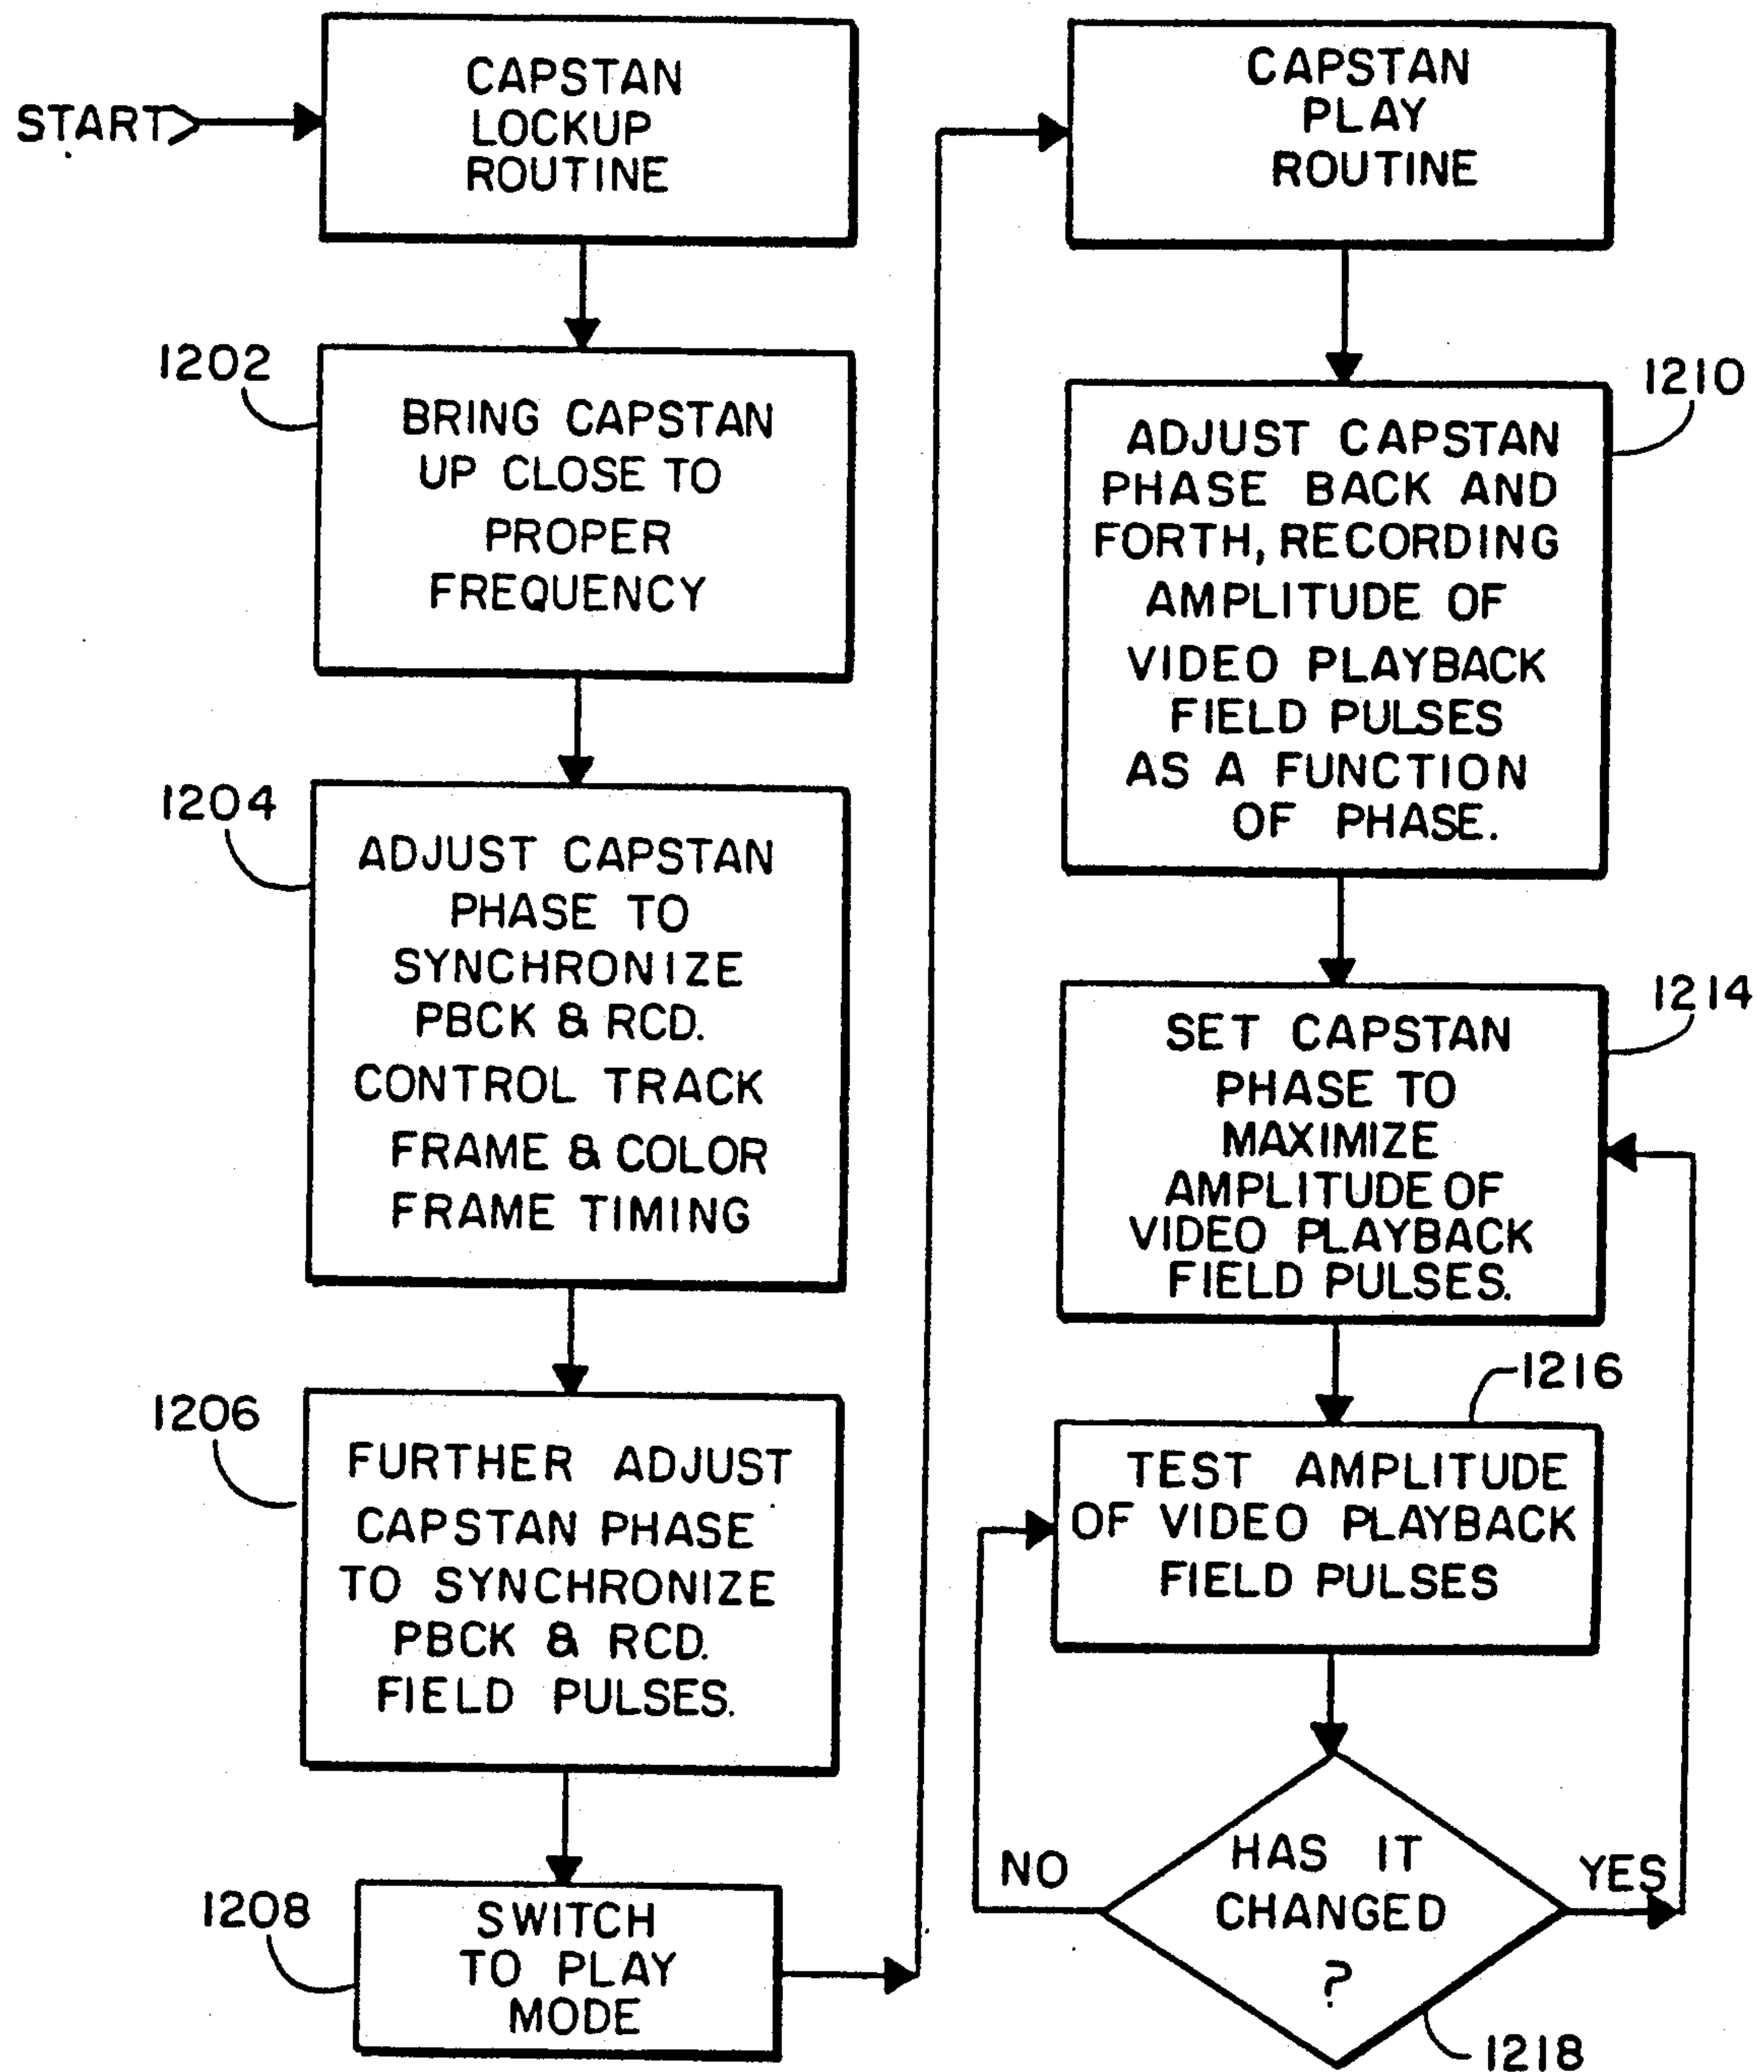 START
CAPSTAN
LOCKUP
ROUTINE
1202
BRING CAPSTAN
UP CLOSE TO
PROPER
FREQUENCY
1204
ADJUST CAPSTAN
PHASE TO
SYNCHRONIZE
PBCK & RCD.
CONTROL TRACK
FRAME & COLOR
FRAME TIMING
1206
FURTHER ADJUST
CAPSTAN PHASE
TO SYNCHRONIZE
PBCK & RCD.
FIELD PULSES.
1208
SWITCH
TO PLAY
MODE
CAPSTAN
PLAY
ROUTINE
1210
ADJUST CAPSTAN
PHASE BACK AND
FORTH, RECORDING
AMPLITUDE OF
VIDEO PLAYBACK
FIELD PULSES
AS A FUNCTION
OF PHASE.
1214
SET CAPSTAN
PHASE TO
MAXIMIZE
AMPLITUDE OF
VIDEO PLAYBACK
FIELD PULSES.
1216
TEST AMPLITUDE
OF VIDEO PLAYBACK
FIELD PULSES
NO
HAS IT
CHANGED
?
YES
1218